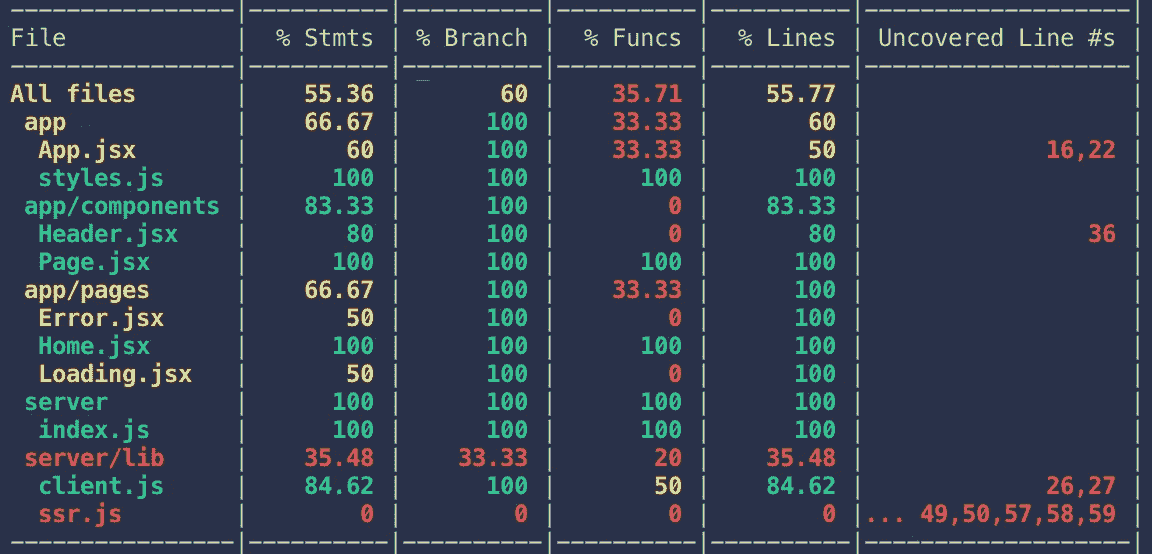 File | % Stmts | % Branch | % Funcs | % Lines | Uncovered Line #s |
All files | 55.36 | 60 | 35.71 | 55.77 | |
app | 66.67 | 100 | 33.33 | 60 | |
App.jsx | 60 | 100 | 33.33 | 50 | 16,22 |
styles.js | 100 | 100 | 100 | 100 | |
app/components | 83.33 | 100 | 0 | 83.33 | |
Header.jsx | 80 | 100 | 0 | 80 | 36 |
Page.jsx | 100 | 100 | 100 | 100 | |
app/pages | 66.67 | 100 | 33.33 | 100 | |
Error.jsx | 50 | 100 | 0 | 100 | |
Home.jsx | 100 | 100 | 100 | 100 | |
Loading.jsx | 50 | 100 | 0 | 100 | |
server | 100 | 100 | 100 | 100 | |
index.js | 100 | 100 | 100 | 100 | |
server/lib | 35.48 | 33.33 | 20 | 35.48 | |
client.js | 84.62 | 100 | 50 | 84.62 | 26,27 |
ssr.js | 0 | 0 | 0 | 0 | ... 49,50,57,58,59 |